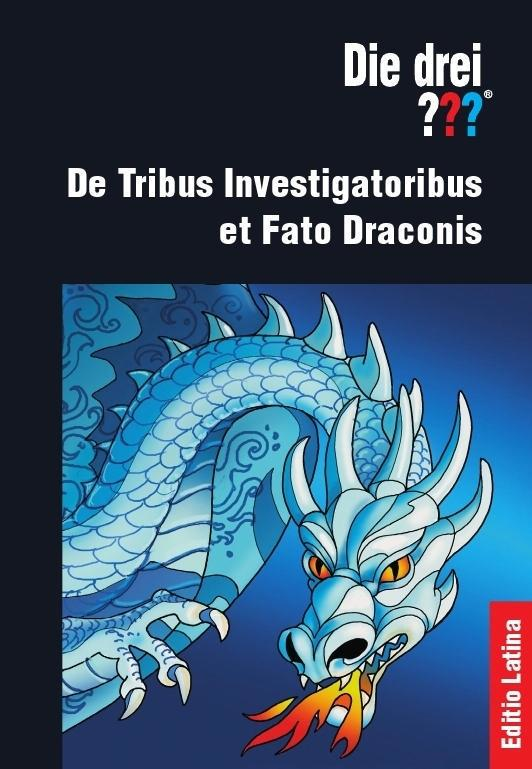 Die drei
???®
De Tribus Investigatoribus
et Fato Draconis
Editio Latina